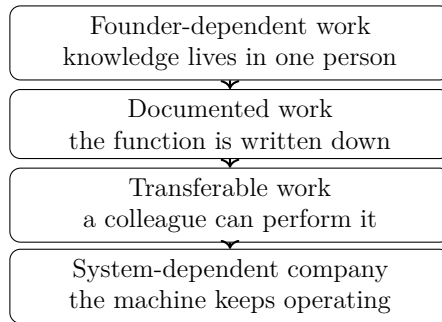 Founder-dependent work
knowledge lives in one person
Documented work
the function is written down
Transferable work
a colleague can perform it
System-dependent company
the machine keeps operating